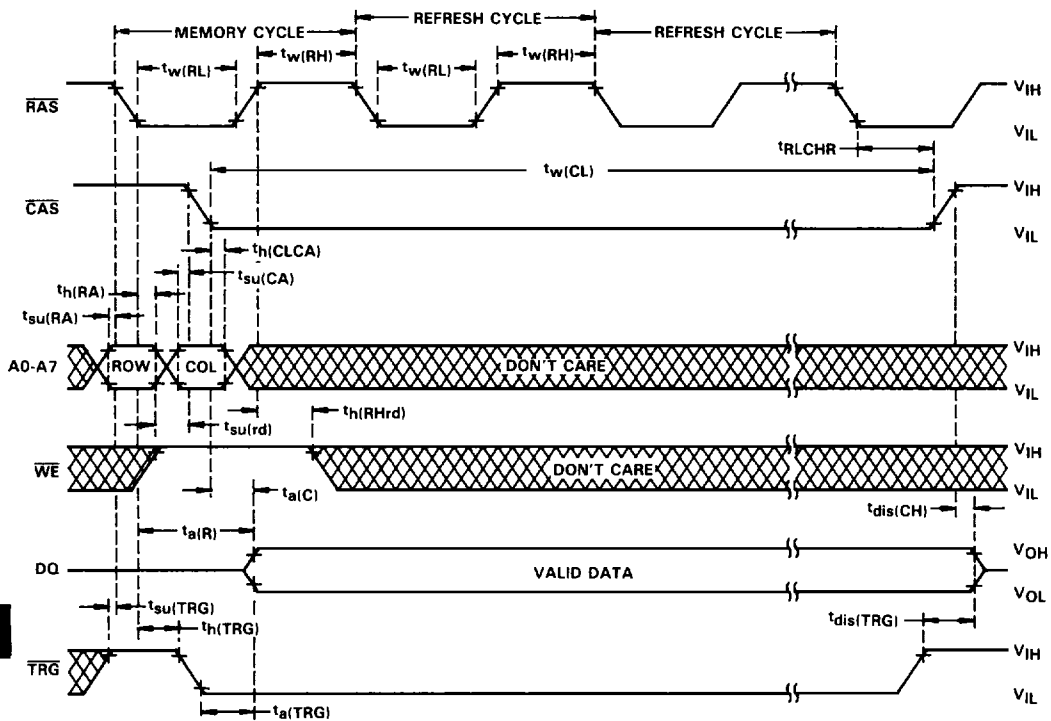 REFRESH CYCLE
MEMORY CYCLE
REFRESH CYCLE
tw(RH)
tw(RH)
tw(RL)
tw(RL)
RAS
VIH
VIL
tRLCHR
tw(CL)
CAS
VIH
VIL
th(CLCA)
tsu(CA)
th(RA)
tsu(RA)
A0-A7
ROW
COL
DON'T CARE
VIH
VIL
th(RHrd)
tsu(rd)
WE
DON'T CARE
VIH
VIL
ta(C)
tdis(CH)
ta(R)
DQ
VALID DATA
VOH
VOL
tsu(TRG)
th(TRG)
tdis(TRG)
TRG
VIH
VIL
ta(TRG)